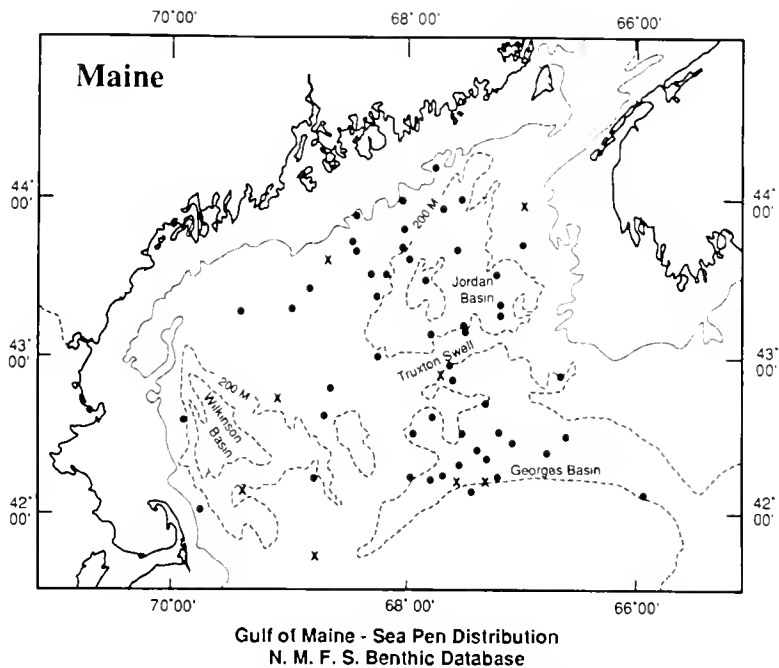 70°00'
68°00'
66°00'
Maine
44°
00'
44°
00'
200 M
Jordan
Basin
43°
00'
43°
00'
Truxton Swell
200 M
Wilkinson
Basin
Georges Basin
42°
00'
42°
00'
70°00'
68°00'
66°00'
Gulf of Maine - Sea Pen Distribution
N. M. F. S. Benthic Database